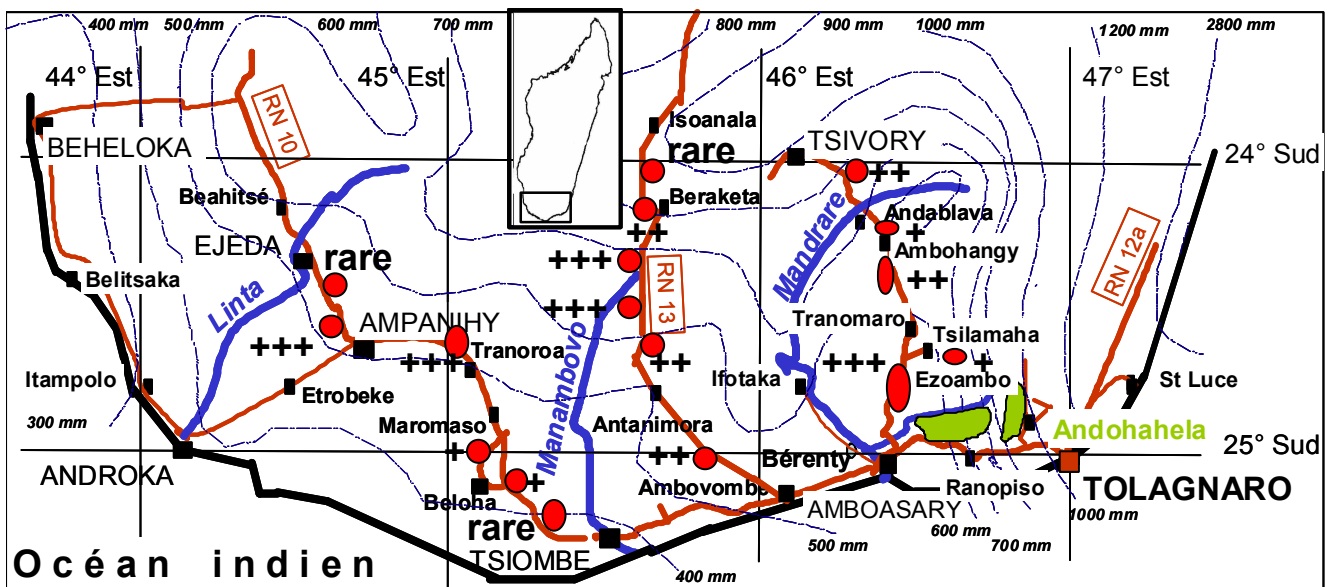 400 mm 500 mm 600 mm 700 mm 800 mm 900 mm 1000 mm 1200 mm 2800 mm
44° Est 45° Est 46° Est 47° Est
RN 10
Isoanala
BEHELOKA
rare
TSIVORY
24° Sud
++
Beahitsé
Beraketa
Mandrare
Andablava
++
+
EJEDA
rare
+++
Ambohangy
RN 12a
Belitsaka
Linta
++
RN 13
+++
AMPANIHY
Manambovo
Tranomaro
Tsilamaha
+++
+++
Tranoroa
++
+++
+
Itampolo
Etrobeke
Ifotaka
Ezoambo
St Luce
300 mm
Maromaso
Antanimora
Andohahela
+
++
Bérenty
25° Sud
ANDROKA
Beloha
+
Ambovombe
Ranopiso
TOLAGNARO
rare
AMBOASARY
1000 mm
Océan indien
TSIOMBE
500 mm
600 mm
700 mm
400 mm